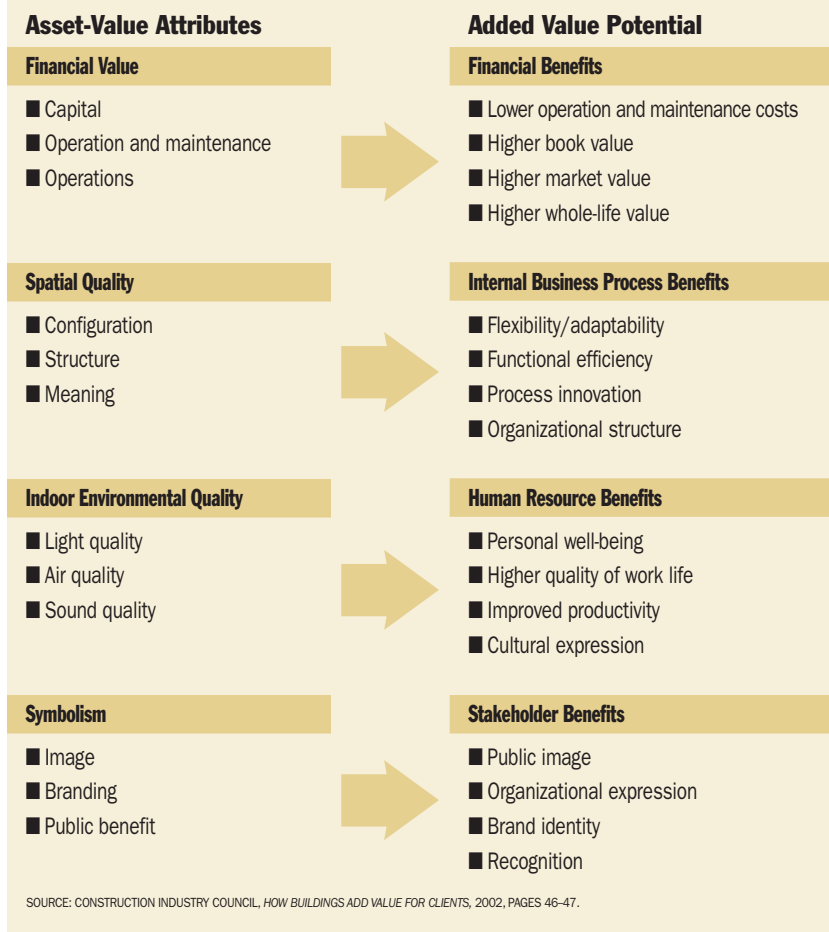 Asset-Value Attributes
Added Value Potential
Financial Value
■ Capital
■ Operation and maintenance
■ Operations
Financial Benefits
■ Lower operation and maintenance costs
■ Higher book value
■ Higher market value
■ Higher whole-life value
Spatial Quality
■ Configuration
■ Structure
■ Meaning
Internal Business Process Benefits
■ Flexibility/adaptability
■ Functional efficiency
■ Process innovation
■ Organizational structure
Indoor Environmental Quality
■ Light quality
■ Air quality
■ Sound quality
Human Resource Benefits
■ Personal well-being
■ Higher quality of work life
■ Improved productivity
■ Cultural expression
Symbolism
■ Image
■ Branding
■ Public benefit
Stakeholder Benefits
■ Public image
■ Organizational expression
■ Brand identity
■ Recognition
SOURCE: CONSTRUCTION INDUSTRY COUNCIL, HOW BUILDINGS ADD VALUE FOR CLIENTS, 2002, PAGES 46–47.